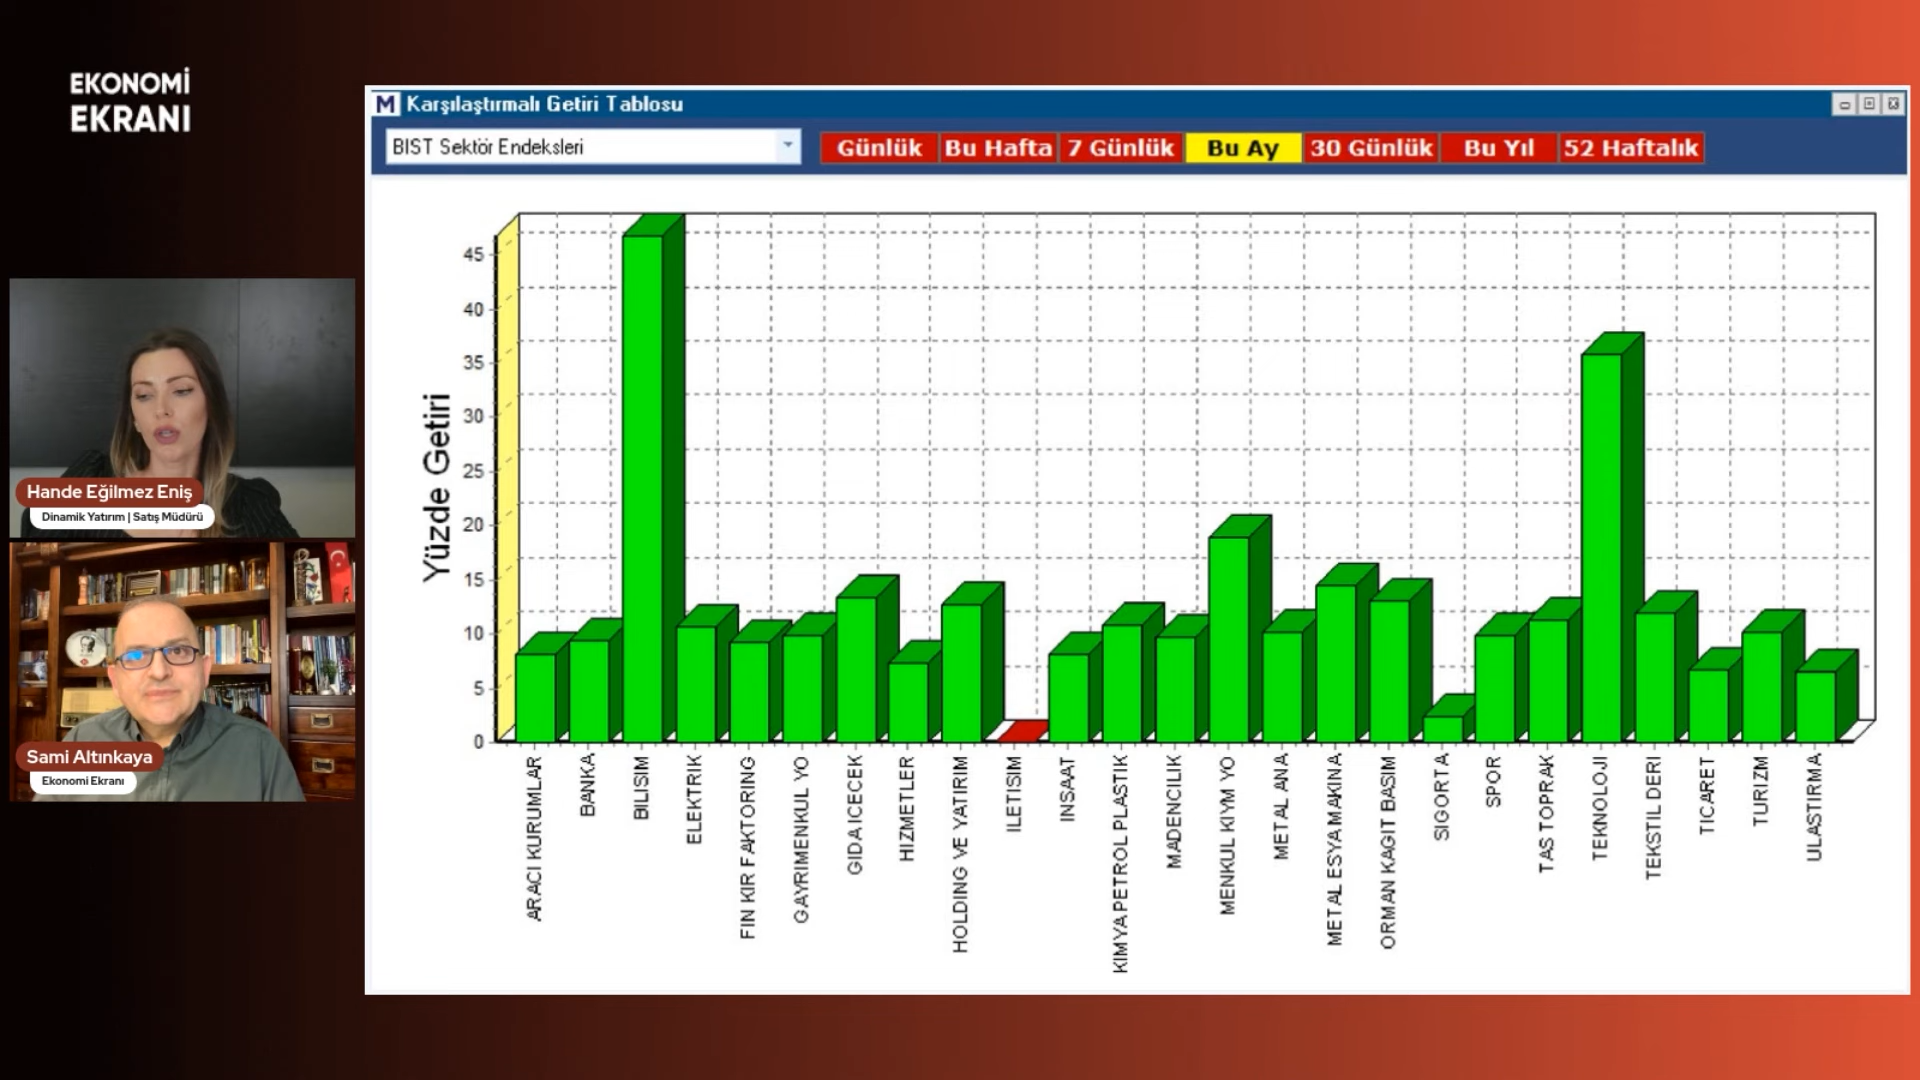 EKONOMİ
EKRANI
Karşılaştırmalı Getiri Tablosu
BIST Sektör Endeksleri
Günlük
Bu Hafta
7 Günlük
Bu Ay
30 Günlük
Bu Yıl
52 Haftalık
Yüzde Getiri
45
40
35
30
25
20
15
10
5
0
ARACI KURUMLAR
BANKA
BILISIM
ELEKTRIK
FIN KIR FAKTORING
GAYRIMENKUL YO
GIDA ICECEK
HIZMETLER
HOLDING VE YATIRIM
ILETISIM
INSAAT
KIMYA PETROL PLASTIK
MADENCILIK
MENKUL KIYM YO
METAL ANA
METAL ESYA MAKINA
ORMAN KAGIT BASIM
SIGORTA
SPOR
TAS TOPRAK
TEKNOLOJI
TEKSTIL DERI
TICARET
TURIZM
ULASTIRMA
Hande Eğilmez Eniş
Dinamik Yatırım | Satış Müdürü
Sami Altınkaya
Ekonomi Ekranı